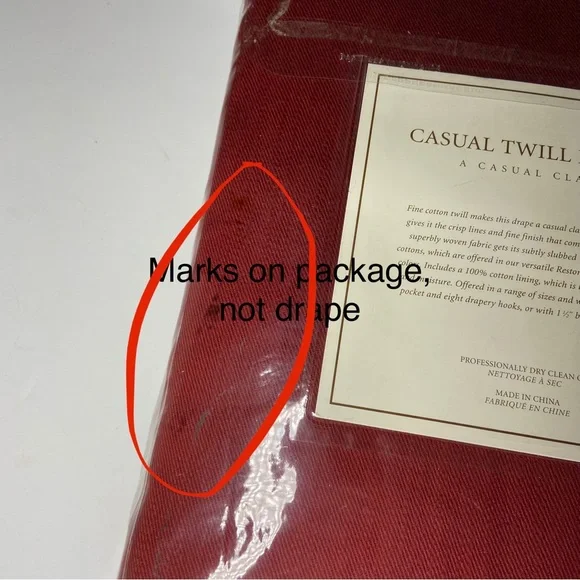 CASUAL TWILL
A CASUAL CLA
Marks on package,
not drape
Fine cotton twill makes this drape a casual cla
gives it the crisp lines and fine finish that com
superbly woven fabric gets its subtly slubbed
cottons, which are offered in our versatile Resto
Includes a 100% cotton lining, which is
moisture. Offered in a range of sizes and
pocket and eight drapery hooks, or with 1 ½" b
PROFESSIONALLY DRY CLEAN
NETTOYAGE À SEC
MADE IN CHINA
FABRIQUÉ EN CHINE